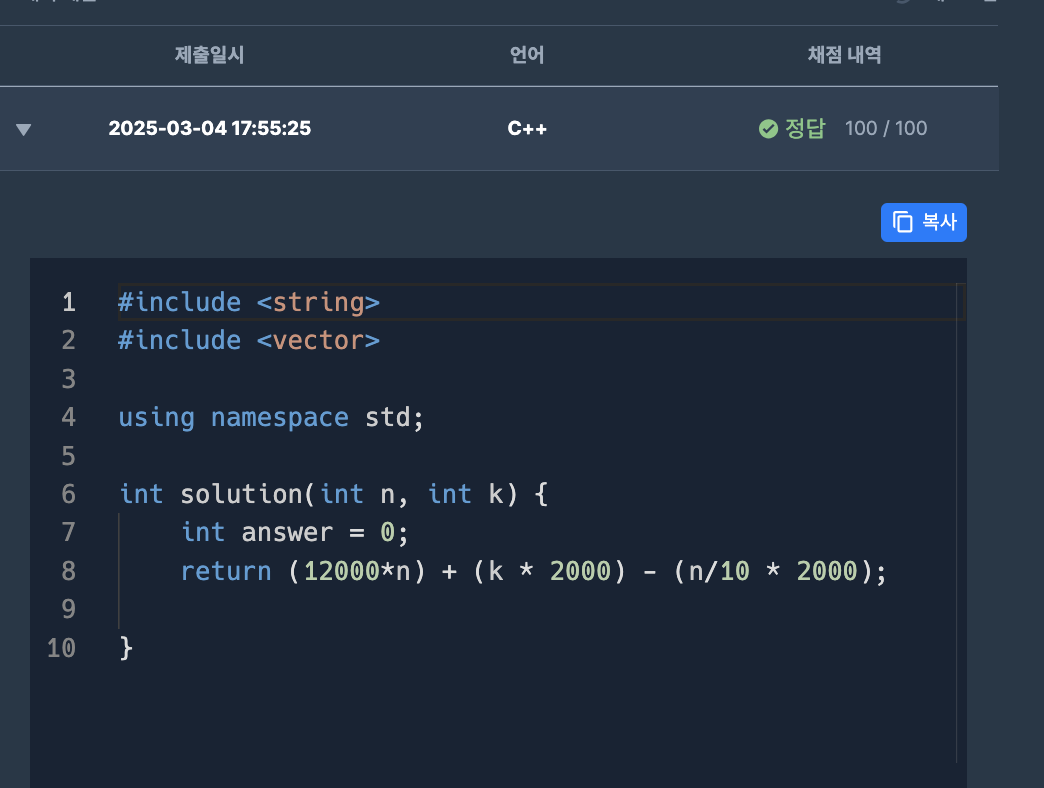 제출일시 언어 채점 내역
2025-03-04 17:55:25 C++ 정답 100 / 100
복사
1 #include <string>
2 #include <vector>
3
4 using namespace std;
5
6 int solution(int n, int k) {
7 int answer = 0;
8 return (12000*n) + (k * 2000) - (n/10 * 2000);
9
10 }